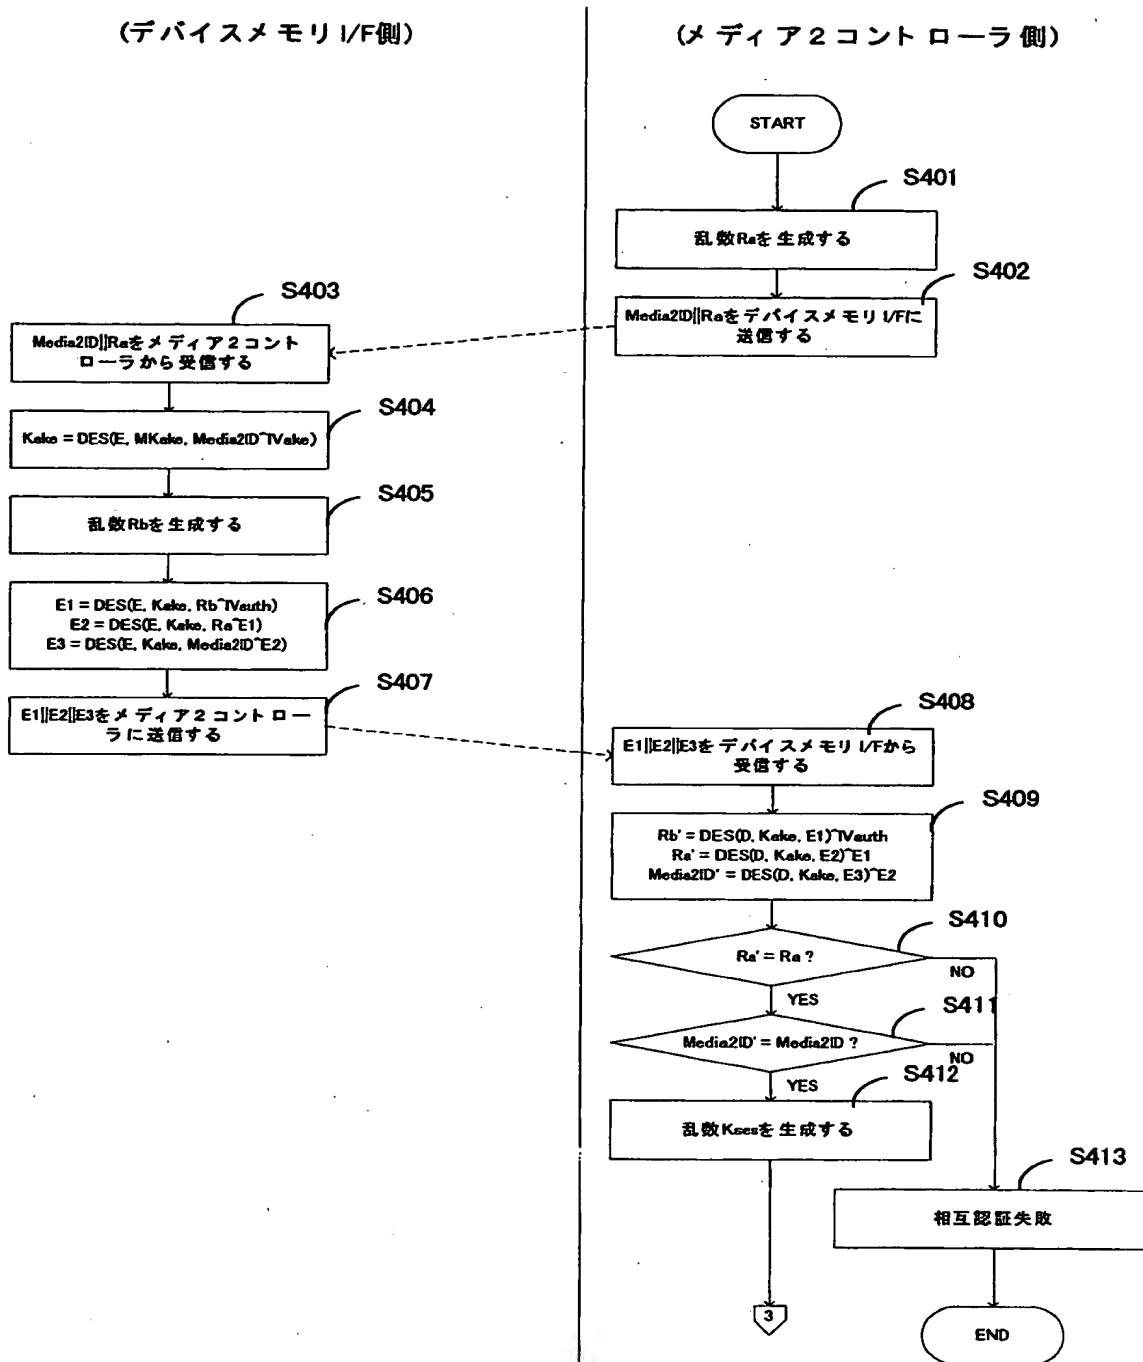 (デバイスメモリI/F側)
(メディア2コントローラ側)
START
S401
乱数Raを生成する
S402
Media2ID||RaをデバイスメモリI/Fに
送信する
S403
Media2ID||Raをメディア2コント
ローラから受信する
S404
Kake = DES(E, MKake, Media2ID^IVake)
S405
乱数Rbを生成する
S406
E1 = DES(E, Kake, Rb^IVauth)
E2 = DES(E, Kake, Ra^E1)
E3 = DES(E, Kake, Media2ID^E2)
S407
E1||E2||E3をメディア2コントロー
ラに送信する
S408
E1||E2||E3をデバイスメモリI/Fから
受信する
S409
Rb' = DES(D, Kake, E1)^IVauth
Ra' = DES(D, Kake, E2)^E1
Media2ID' = DES(D, Kake, E3)^E2
S410
Ra' = Ra ?
NO
YES
S411
Media2ID' = Media2ID ?
NO
YES
S412
乱数Ksesを生成する
S413
相互認証失敗
3
END